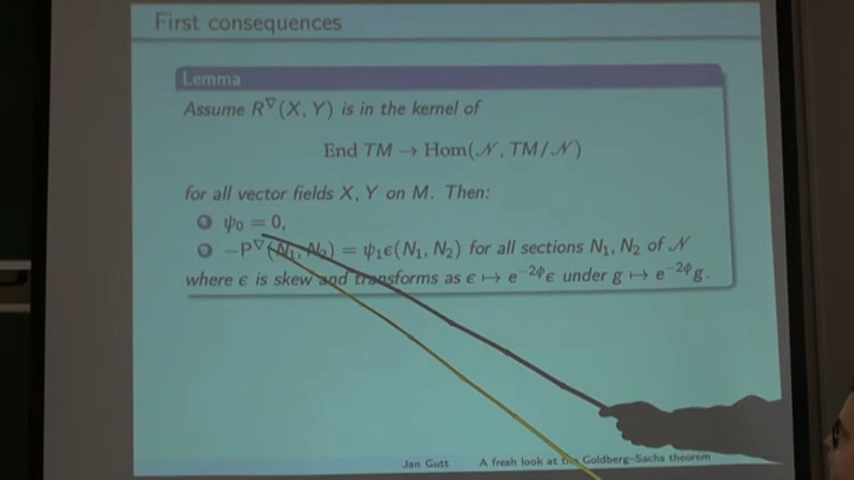 First consequences
Lemma
Assume R^∇(X, Y) is in the kernel of
End TM → Hom(𝒩, TM/𝒩)
for all vector fields X, Y on M. Then:
1 ψ₀ = 0,
2 −P^∇(N₁, N₂) = ψ₁ϵ(N₁, N₂) for all sections N₁, N₂ of 𝒩
where ϵ is skew and transforms as ϵ ↦ e^{−2ϕ}ϵ under g ↦ e^{−2ϕ}g.
Jan Gutt A fresh look at the Goldberg–Sachs theorem